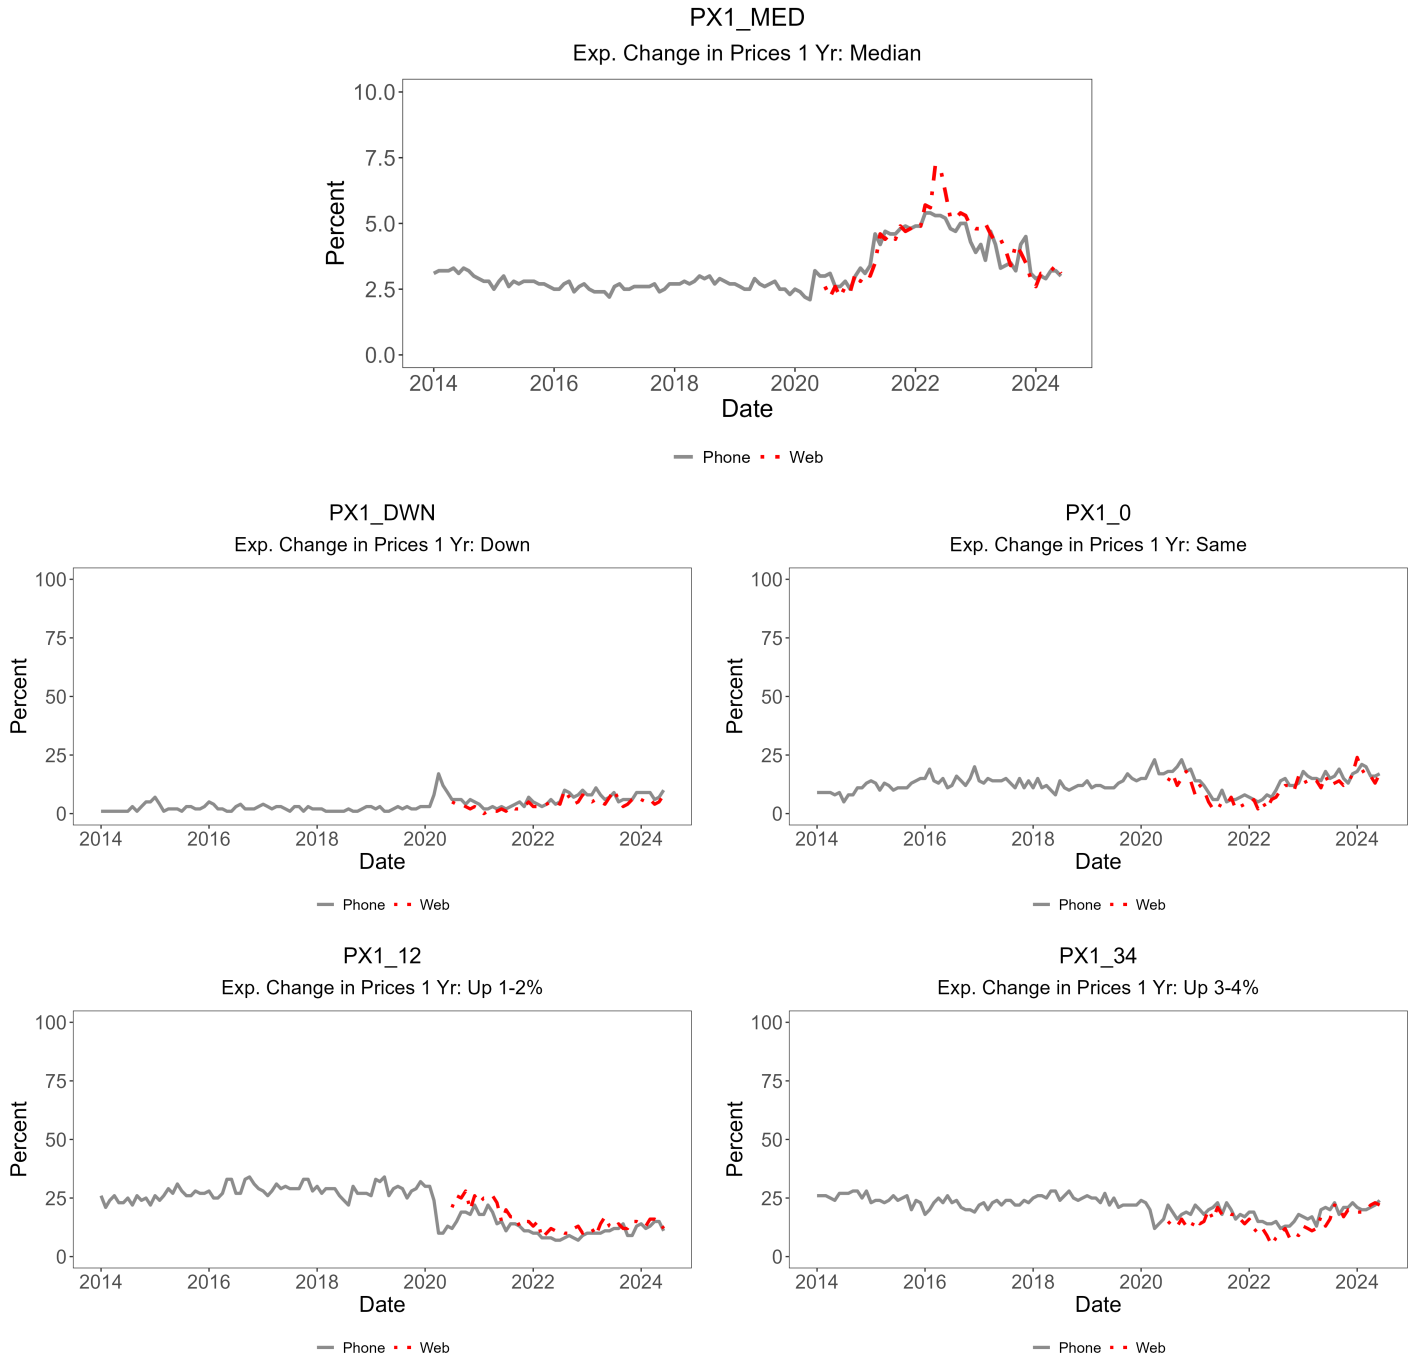 PX1_MED
Exp. Change in Prices 1 Yr: Median
Percent
10.0
7.5
5.0
2.5
0.0
2014 2016 2018 2020 2022 2024
Date
Phone Web
PX1_DWN
Exp. Change in Prices 1 Yr: Down
Percent
100
75
50
25
0
2014 2016 2018 2020 2022 2024
Date
Phone Web
PX1_0
Exp. Change in Prices 1 Yr: Same
Percent
100
75
50
25
0
2014 2016 2018 2020 2022 2024
Date
Phone Web
PX1_12
Exp. Change in Prices 1 Yr: Up 1-2%
Percent
100
75
50
25
0
2014 2016 2018 2020 2022 2024
Date
Phone Web
PX1_34
Exp. Change in Prices 1 Yr: Up 3-4%
Percent
100
75
50
25
0
2014 2016 2018 2020 2022 2024
Date
Phone Web